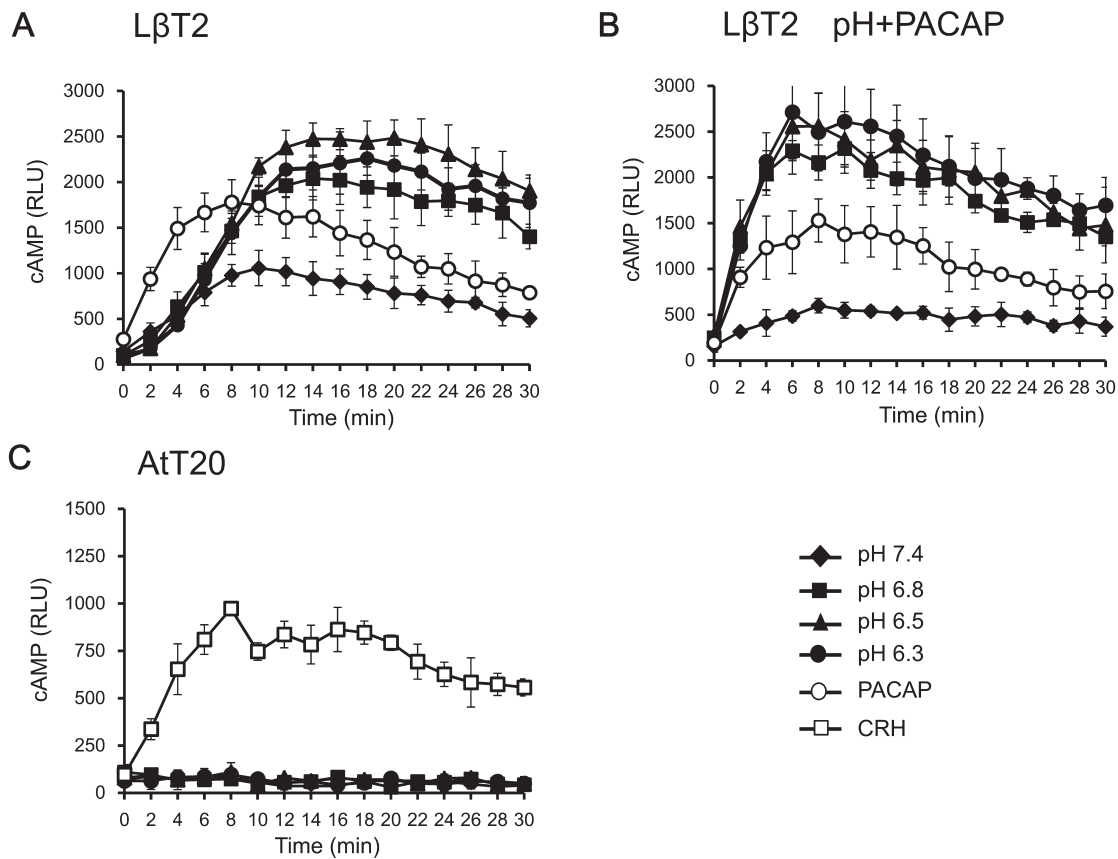 A LβT2
B LβT2 pH+PACAP
3000
2500
2000
1500
1000
500
0
cAMP (RLU)
0 2 4 6 8 10 12 14 16 18 20 22 24 26 28 30
Time (min)
3000
2500
2000
1500
1000
500
0
cAMP (RLU)
0 2 4 6 8 10 12 14 16 18 20 22 24 26 28 30
Time (min)
C AtT20
1500
1250
1000
750
500
250
0
cAMP (RLU)
0 2 4 6 8 10 12 14 16 18 20 22 24 26 28 30
Time (min)
pH 7.4
pH 6.8
pH 6.5
pH 6.3
PACAP
CRH